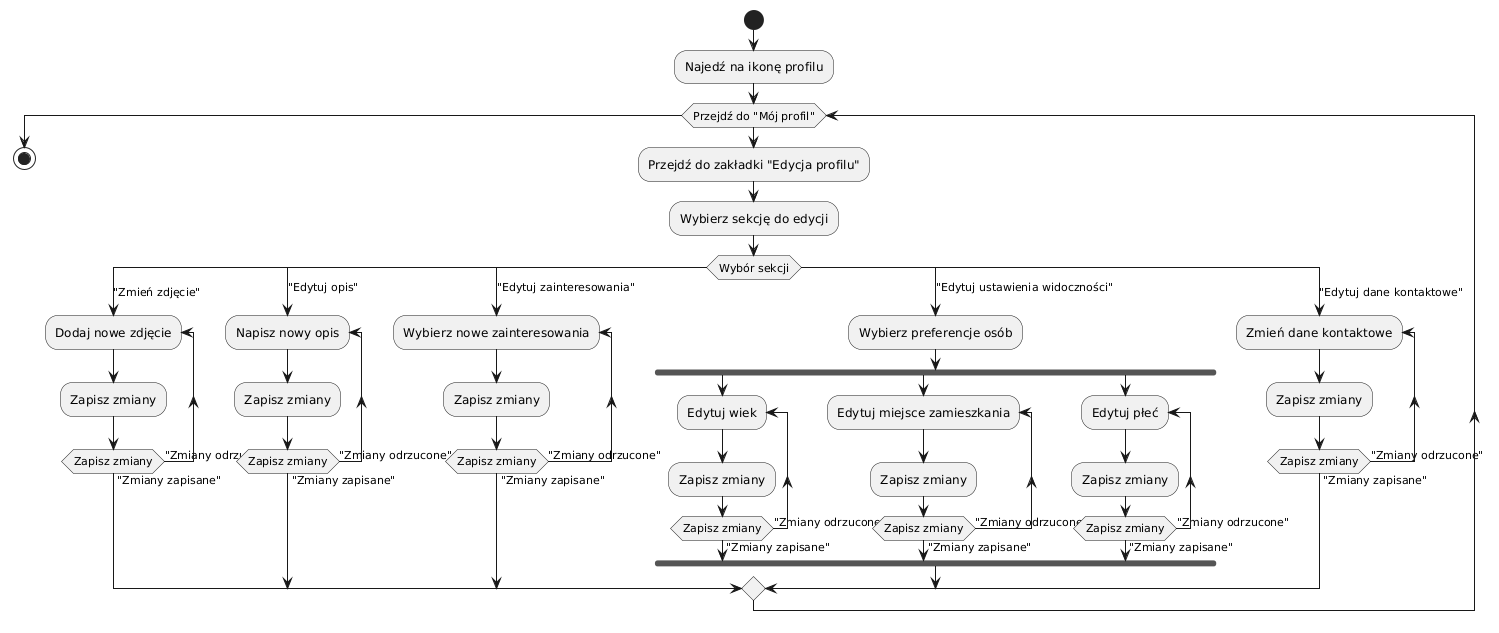 Najedź na ikonę profilu
Przejdź do "Mój profil"
Przejdź do zakładki "Edycja profilu"
Wybierz sekcję do edycji
Wybór sekcji
"Zmień zdjęcie"
Dodaj nowe zdjęcie
Zapisz zmiany
Zapisz zmiany
"Zmiany odrzucone"
"Zmiany zapisane"
"Edytuj opis"
Napisz nowy opis
Zapisz zmiany
Zapisz zmiany
"Zmiany odrzucone"
"Zmiany zapisane"
"Edytuj zainteresowania"
Wybierz nowe zainteresowania
Zapisz zmiany
Zapisz zmiany
"Zmiany odrzucone"
"Zmiany zapisane"
"Edytuj ustawienia widoczności"
Wybierz preferencje osób
Edytuj wiek
Zapisz zmiany
Zapisz zmiany
"Zmiany odrzucone
"Zmiany zapisane"
Edytuj miejsce zamieszkania
Zapisz zmiany
Zapisz zmiany
"Zmiany odrzucone
"Zmiany zapisane"
Edytuj płeć
Zapisz zmiany
Zapisz zmiany
"Zmiany odrzucone"
"Zmiany zapisane"
"Edytuj dane kontaktowe"
Zmień dane kontaktowe
Zapisz zmiany
Zapisz zmiany
"Zmiany odrzucone"
"Zmiany zapisane"